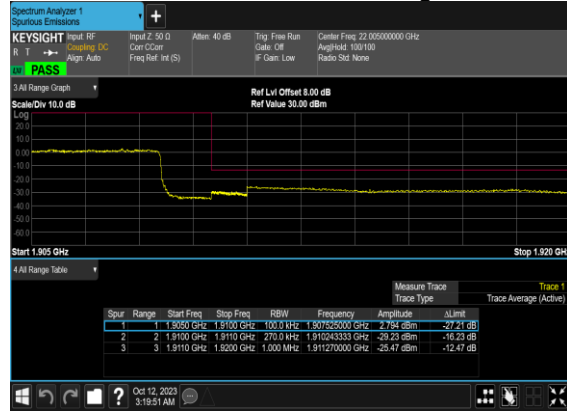 Spectrum Analyzer 1
Spurious Emissions
+
KEYSIGHT Input: RF Input Z: 50 Ω Atten: 40 dB Trig: Free Run Center Freq: 22.005000000 GHz
R T Coupling: DC Corr CCorr Gate: Off Avg|Hold: 100/100
Align: Auto Freq Ref: Int (S) IF Gain: Low Radio Std: None
PASS
3 All Range Graph
Ref Lvl Offset 8.00 dB
Scale/Div 10.0 dB Ref Value 30.00 dBm
Log
20.0
10.0
0.00
-10.0
-20.0
-30.0
-40.0
-50.0
-60.0
Start 1.905 GHz Stop 1.920 GH
4 All Range Table
Measure Trace Trace 1
Trace Type Trace Average (Active)
Spur Range Start Freq Stop Freq RBW Frequency Amplitude ΔLimit
1 1 1.9050 GHz 1.9100 GHz 100.0 kHz 1.907525000 GHz 2.794 dBm -27.21 dB
2 2 1.9100 GHz 1.9110 GHz 270.0 kHz 1.910243333 GHz -29.23 dBm -16.23 dB
3 3 1.9110 GHz 1.9200 GHz 1.000 MHz 1.911270000 GHz -25.47 dBm -12.47 dB
? Oct 12, 2023
3:19:51 AM